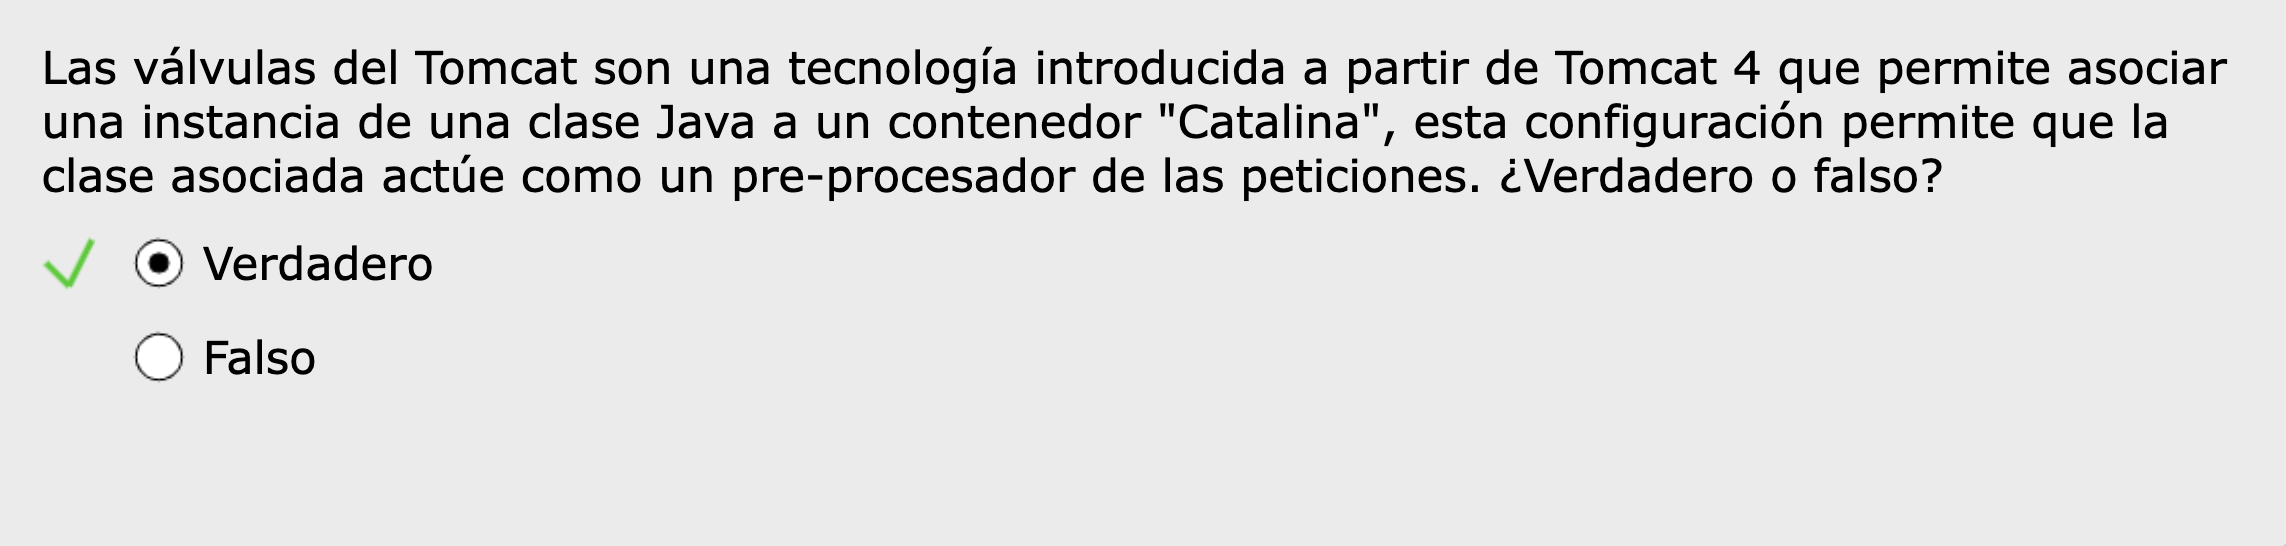 Las válvulas del Tomcat son una tecnología introducida a partir de Tomcat 4 que permite asociar
una instancia de una clase Java a un contenedor "Catalina", esta configuración permite que la
clase asociada actúe como un pre-procesador de las peticiones. ¿Verdadero o falso?
Verdadero
Falso